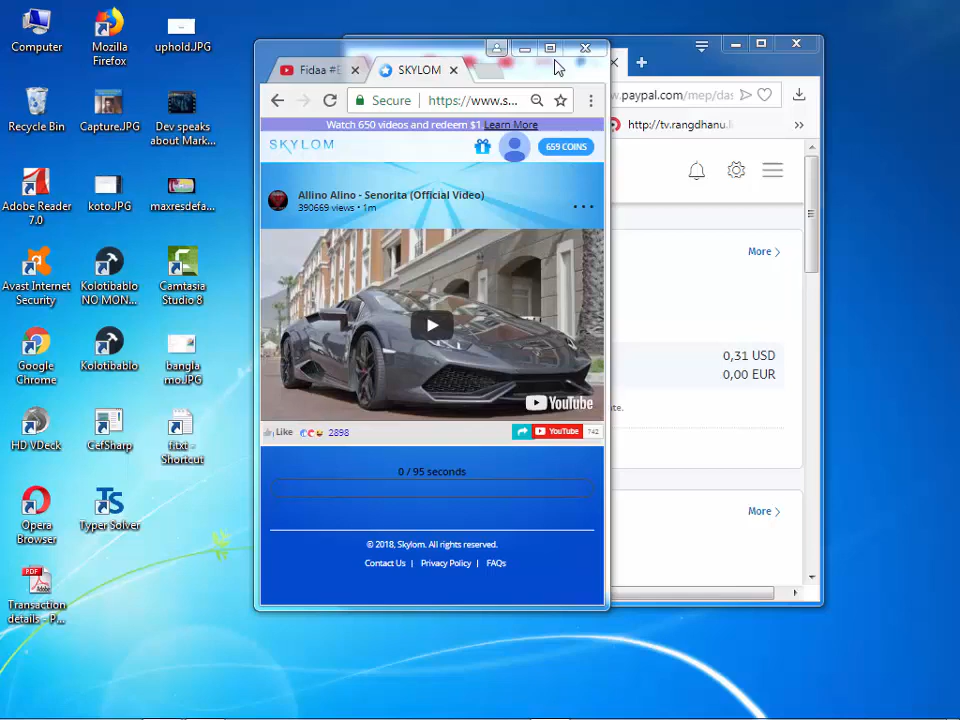 Computer
Mozilla
Firefox
uphold.JPG
Recycle Bin
Capture.JPG
Dev speaks
about Mark...
Adobe Reader
7.0
koto.JPG
maxresdefa...
Avast Internet
Security
Kolotibablo
NO MON...
Camtasia
Studio 8
Google
Chrome
Kolotibablo
bangla
mo.JPG
HD VDeck
CefSharp
Shortcut
Opera
Browser
Typer Solver
Transaction
details - P...
Fidaa #E
SKYLOM
Secure
https://www.s...
Watch 650 videos and redeem $1 Learn More
SKYLOM
659 COINS
Allino Alino - Senorita (Official Video)
390669 views • 1m
YouTube
Like
2898
YouTube
742
0 / 95 seconds
© 2018, Skylom. All rights reserved.
Contact Us | Privacy Policy | FAQs
.paypal.com/mep/das
http://tv.rangdhanu.l
More
0,31 USD
0,00 EUR
More